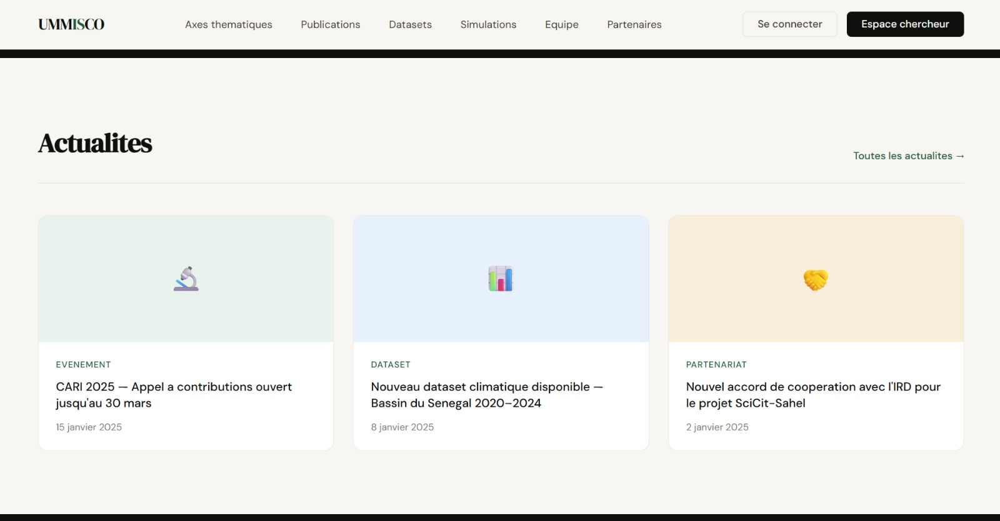 UMMISCO
Axes thematiques
Publications
Datasets
Simulations
Equipe
Partenaires
Se connecter
Espace chercheur
Actualites
Toutes les actualites →
EVENEMENT
CARI 2025 — Appel a contributions ouvert
jusqu'au 30 mars
15 janvier 2025
DATASET
Nouveau dataset climatique disponible —
Bassin du Senegal 2020–2024
8 janvier 2025
PARTENARIAT
Nouvel accord de cooperation avec l'IRD pour
le projet SciCit-Sahel
2 janvier 2025